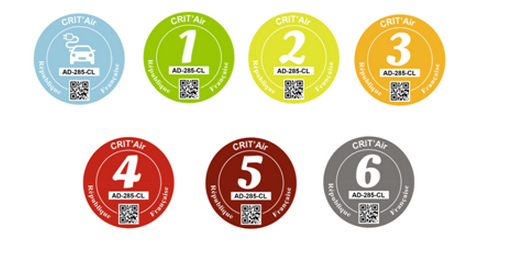 CRIT'Air
AD-285-CL
République Française
CRIT'Air
1
AD-285-CL
République Française
CRIT'Air
2
AD-285-CL
République Française
CRIT'Air
3
AD-285-CL
République Française
CRIT'Air
4
AD-285-CL
République Française
CRIT'Air
5
AD-285-CL
République Française
CRIT'Air
6
AD-285-CL
République Française